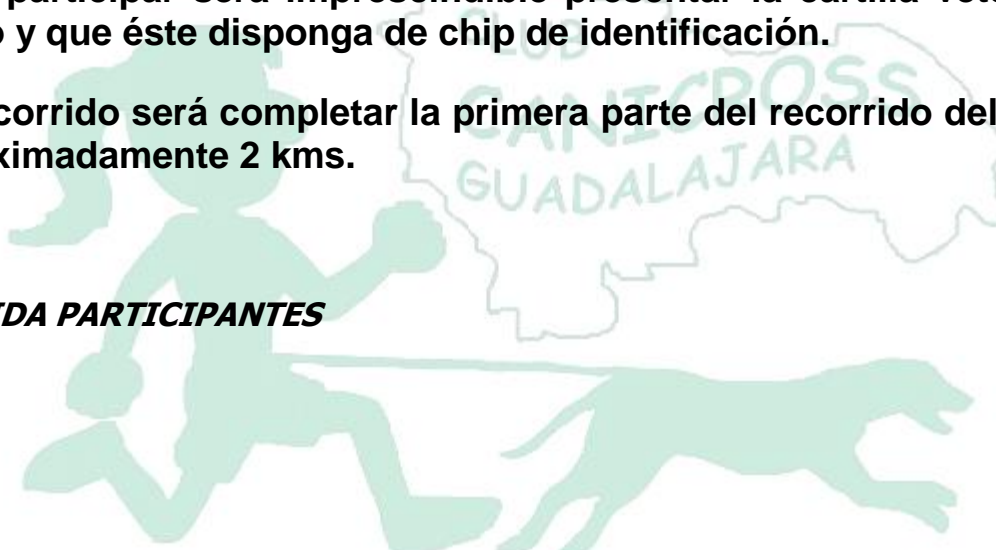 participar será imprescindible presentar la cartilla
y que éste disponga de chip de identificación.
CLUB
CANICROSS
GUADALAJARA
corrido será completar la primera parte del recorrido del
ximadamente 2 kms.
IDA PARTICIPANTES